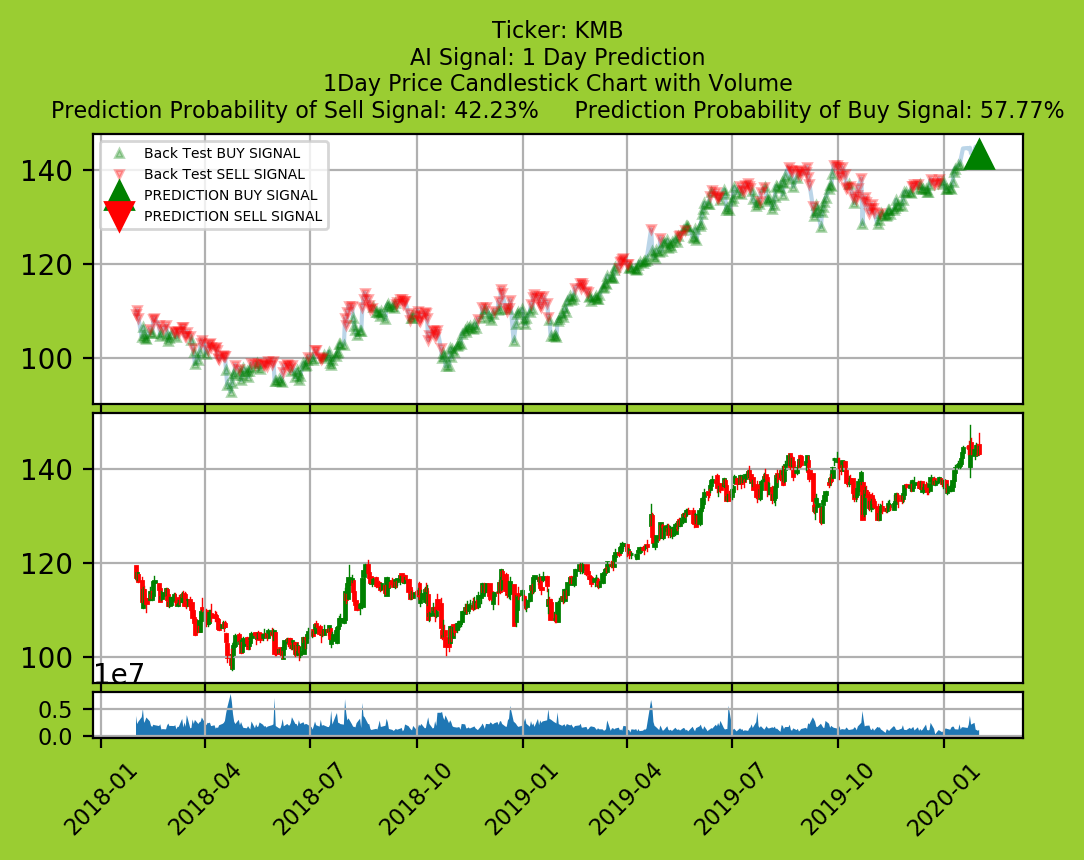 Ticker: KMB
AI Signal: 1 Day Prediction
1Day Price Candlestick Chart with Volume
Prediction Probability of Sell Signal: 42.23% Prediction Probability of Buy Signal: 57.77%
Back Test BUY SIGNAL
Back Test SELL SIGNAL
PREDICTION BUY SIGNAL
PREDICTION SELL SIGNAL
140
120
100
140
120
100
1e7
0.5
0.0
2018-01 2018-04 2018-07 2018-10 2019-01 2019-04 2019-07 2019-10 2020-01